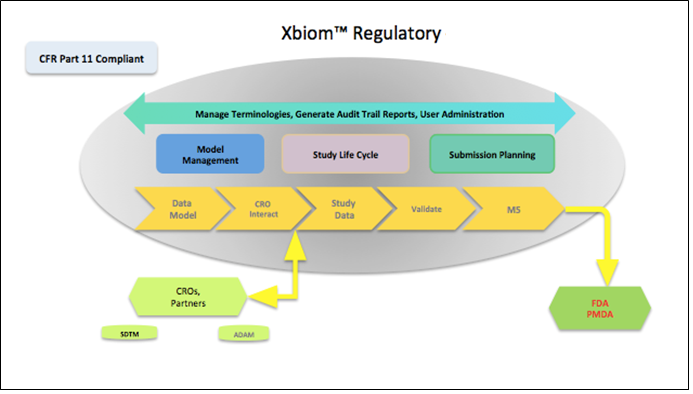 Xbiom™ Regulatory
CFR Part 11 Compliant
Manage Terminologies, Generate Audit Trail Reports, User Administration
Model
Management
Study Life Cycle
Submission Planning
Data
Model
CRO
Interact
Study
Data
Validate
M5
CROs,
Partners
FDA
PMDA
SDTM
ADAM